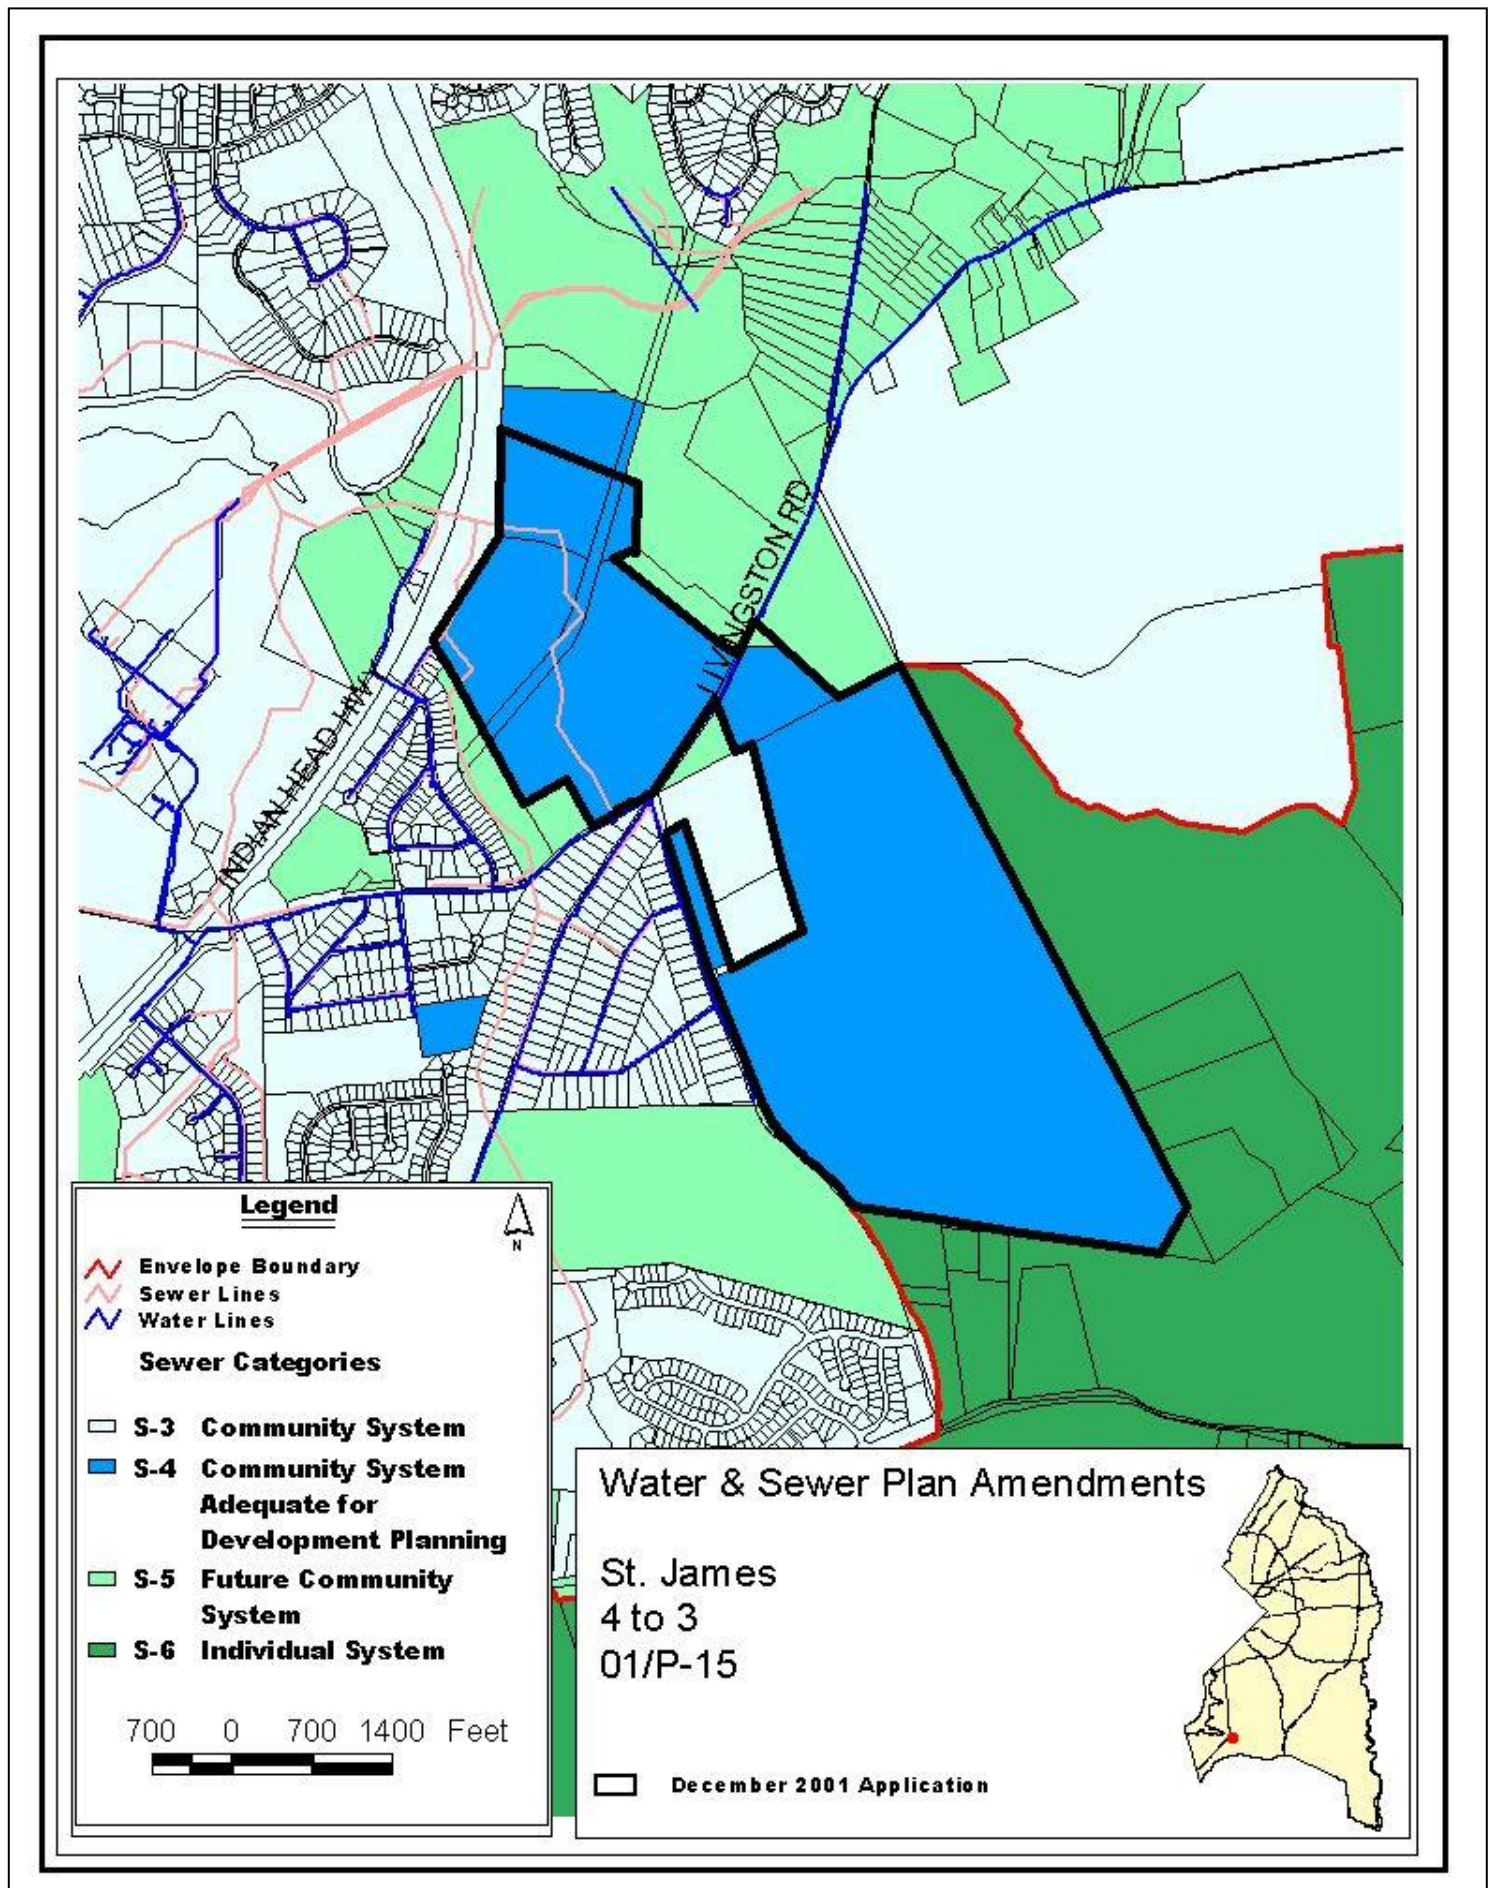 LIVINGSTON RD
INDIAN HEAD HWY
Legend
N
Envelope Boundary
Sewer Lines
Water Lines
Sewer Categories
S-3 Community System
S-4 Community System
Adequate for
Development Planning
S-5 Future Community
System
S-6 Individual System
700 0 700 1400 Feet
Water & Sewer Plan Amendments
St. James
4 to 3
01/P-15
December 2001 Application